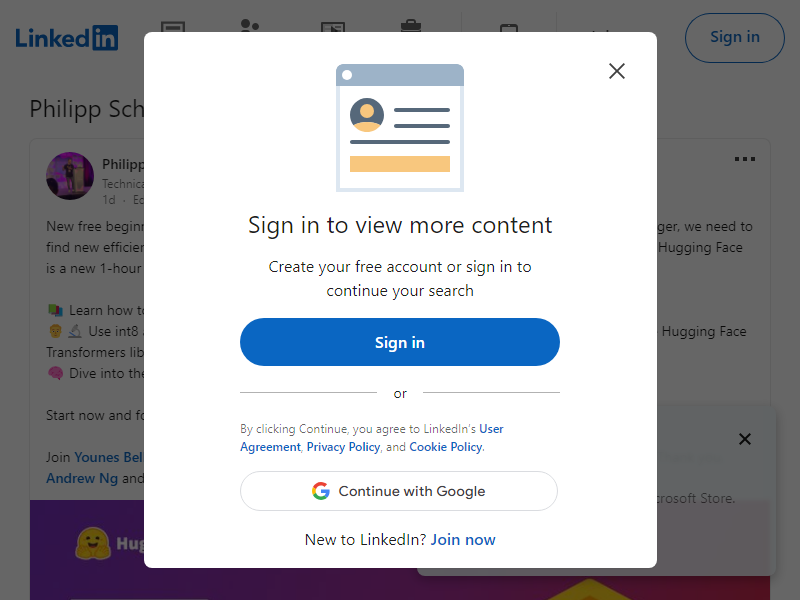 Linked in
Sign in
Philipp Sch
Philipp
Technica
1d · Ed
New free beginn
ger, we need to
find new efficien
Hugging Face
is a new 1-hour
Learn how to
Use int8
Hugging Face
Transformers lib
Dive into the
Start now and fo
Join Younes Bel
Andrew Ng and
Hug
crosoft Store.
Sign in to view more content
Create your free account or sign in to
continue your search
Sign in
or
By clicking Continue, you agree to LinkedIn's User
Agreement, Privacy Policy, and Cookie Policy.
Continue with Google
New to LinkedIn? Join now